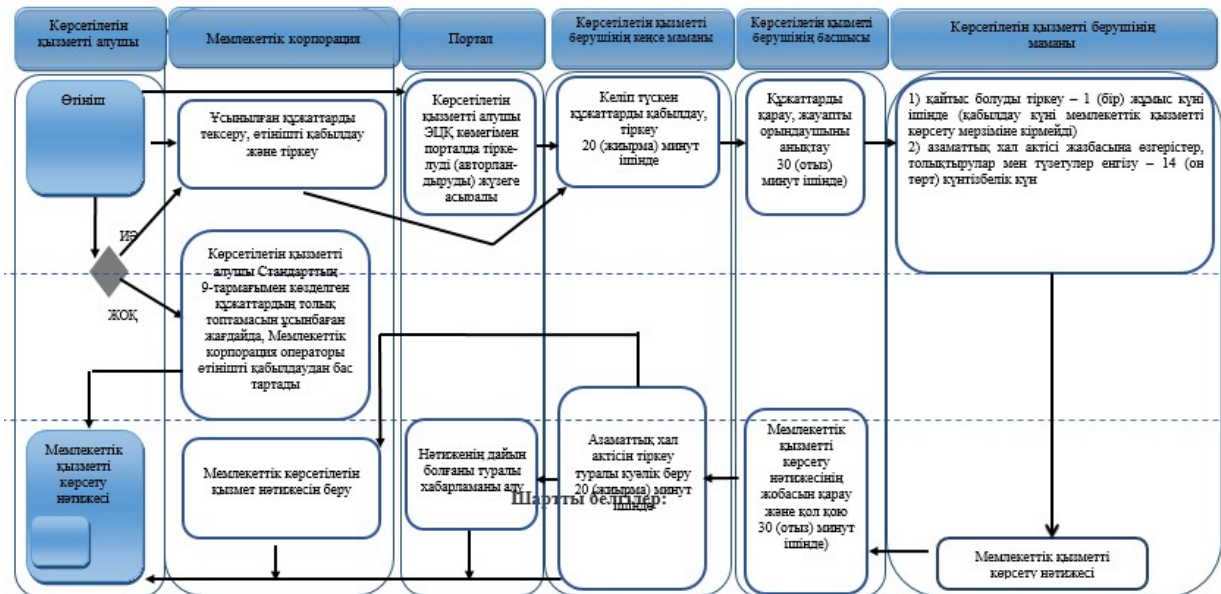 Көрсетілетін
қызметті алушы
Мемлекеттік корпорация
Портал
Көрсетілетін қызметті
берушінің кеңсе маманы
Көрсетілетін қызметі
берушінің басшысы
Көрсетілетін қызметті берушінің
маманы
Өтініш
Ұсынылған құжаттарды
тексеру, өтінішті қабылдау
және тіркеу
Көрсетілетін
қызметті алушы
ЭЦҚ көмегімен
порталда тірке-
луді (авторлан-
дыруды) жүзеге
асырады
Келіп түскен
құжаттарды қабылдау,
тіркеу
20 (жиырма) минут
ішінде
Құжаттарды
қарау, жауапты
орындаушыны
анықтау
30 (отыз)
минут ішінде)
1) қайтыс болуды тіркеу – 1 (бір) жұмыс күні
ішінде (қабылдау күні мемлекеттік қызметті
көрсету мерзіміне кірмейді)
2) азаматтық хал актісі жазбасына өзгерістер,
толықтырулар мен түзетулер енгізу – 14 (он
төрт) күнтізбелік күн
ИӘ
ЖОҚ
Көрсетілетін қызметті
алушы Стандарттың
9-тармағымен көзделген
құжаттардың толық
топтамасын ұсынбаған
жағдайда, Мемлекеттік
корпорация операторы
өтінішті қабылдаудан бас
тартады
Мемлекеттік
қызметті
көрсету
нәтижесі
Мемлекеттік көрсетілетін
қызмет нәтижесін беру
Нәтиженің дайын
болғаны туралы
хабарламаны алу
Азаматтық хал
актісін тіркеу
туралы куәлік беру
20 (жиырма) минут
ішінде
Шартты белгілер:
Мемлекеттік
қызметті
көрсету
нәтижесінің
жобасын қарау
және қол қою
30 (отыз) минут
ішінде)
Мемлекеттік қызметті
көрсету нәтижесі